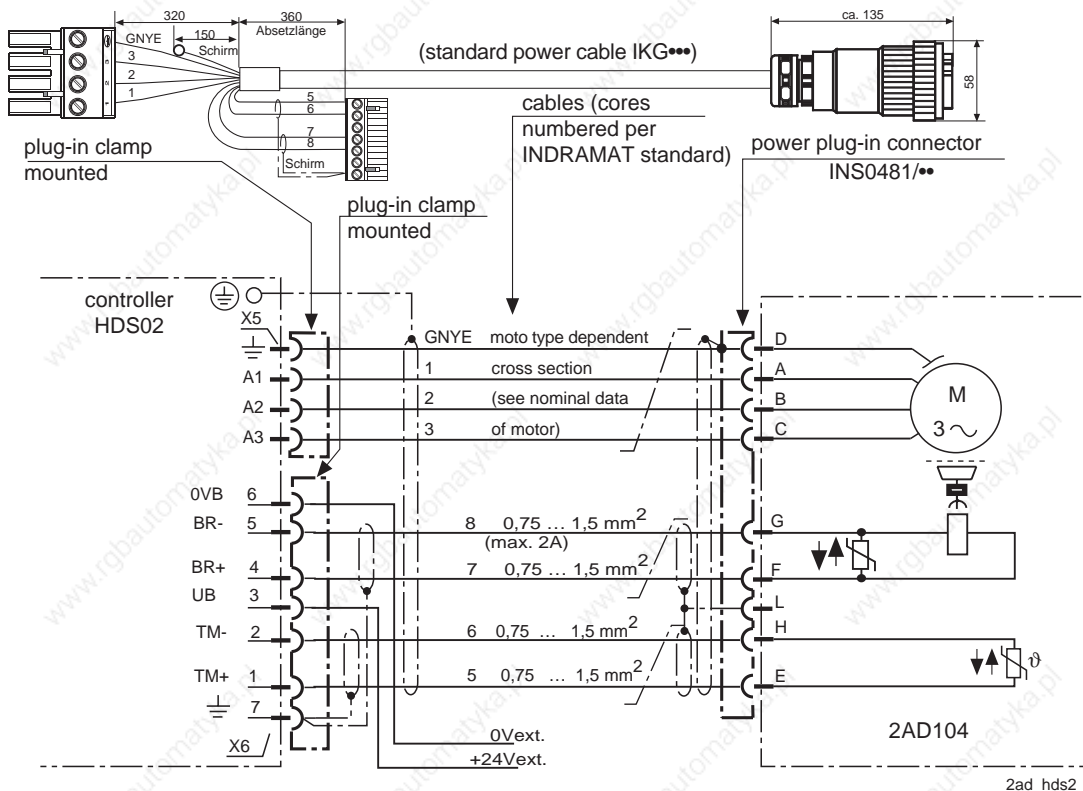 320
360
Absetzlänge
ca. 135
GNYE
150
Schirm
3
2
1
(standard power cable IKG•••)
58
5
6
7
8
Schirm
cables (cores
numbered per
INDRAMAT standard)
plug-in clamp
mounted
power plug-in connector
INS0481/••
plug-in clamp
mounted
controller
HDS02
X5
GNYE moto type dependent
D
A1 1 cross section A
A2 2 (see nominal data B
A3 3 of motor) C
M
3
0VB 6
BR- 5 8 0,75 ... 1,5 mm2 G
(max. 2A)
BR+ 4 7 0,75 ... 1,5 mm2 F
UB 3 L
TM- 2 6 0,75 ... 1,5 mm2 H
TM+ 1 5 0,75 ... 1,5 mm2 E
ϑ
7
X6
0Vext.
+24Vext.
2AD104
2ad_hds2
www.rgbautomatyka.pl